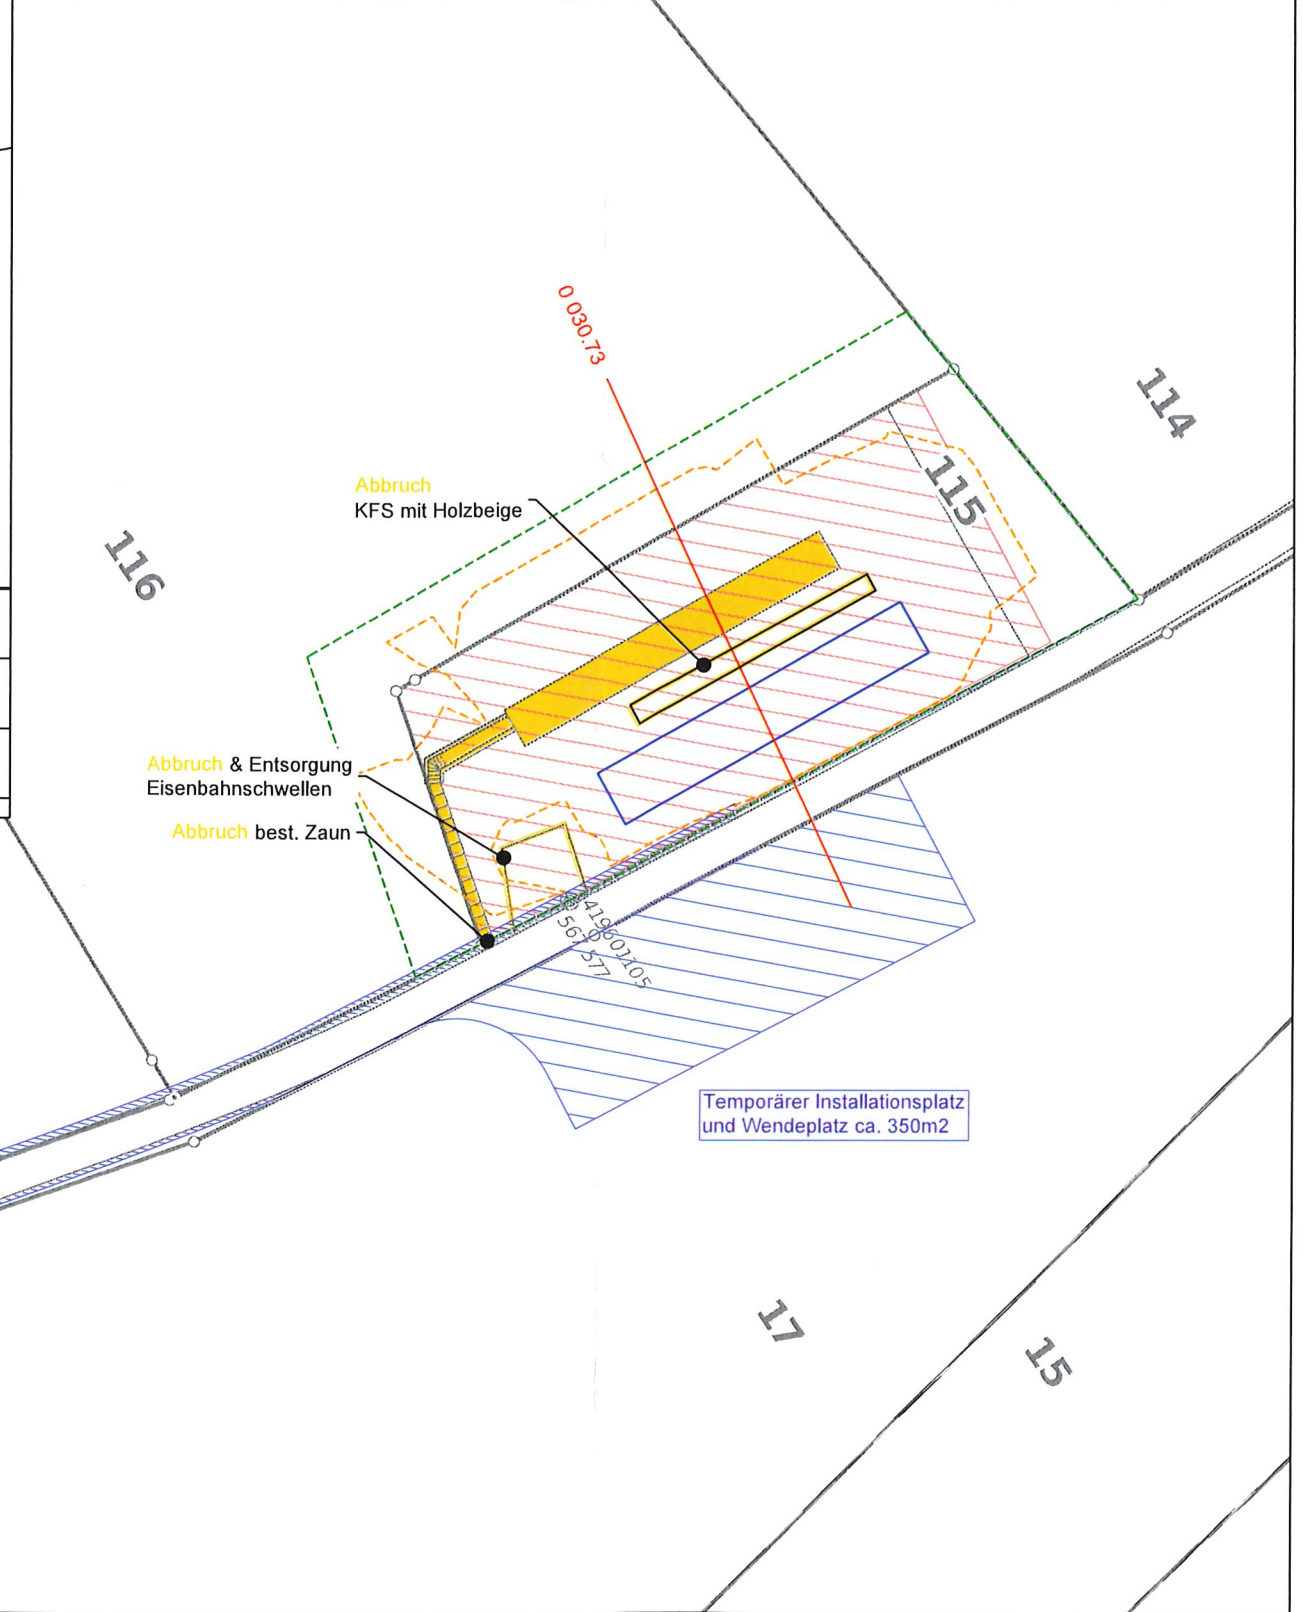 0 030.73
114
115
Abbruch
KFS mit Holzbeige
116
Abbruch & Entsorgung
Eisenbahnschwellen
Abbruch best. Zaun
419601105
Temporärer Installationsplatz
und Wendeplatz ca. 350m2
17
15